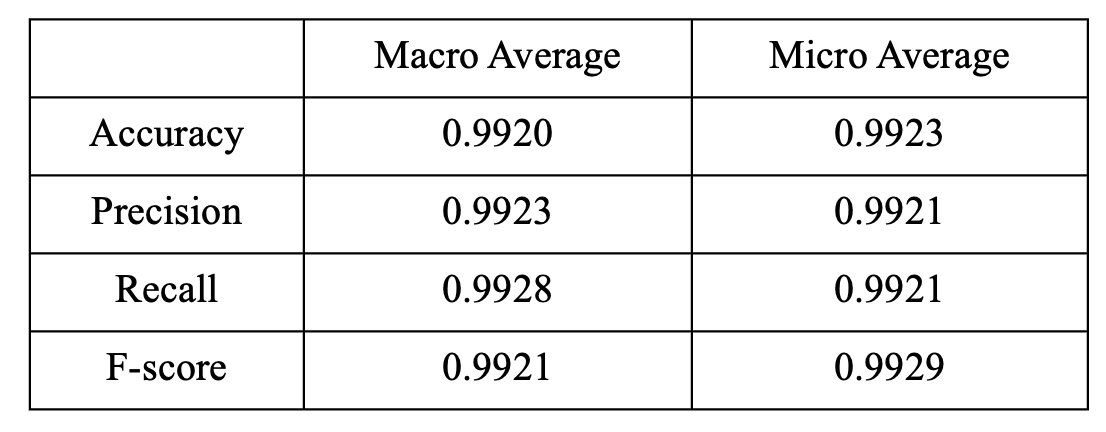 Macro Average Micro Average
Accuracy 0.9920 0.9923
Precision 0.9923 0.9921
Recall 0.9928 0.9921
F-score 0.9921 0.9929